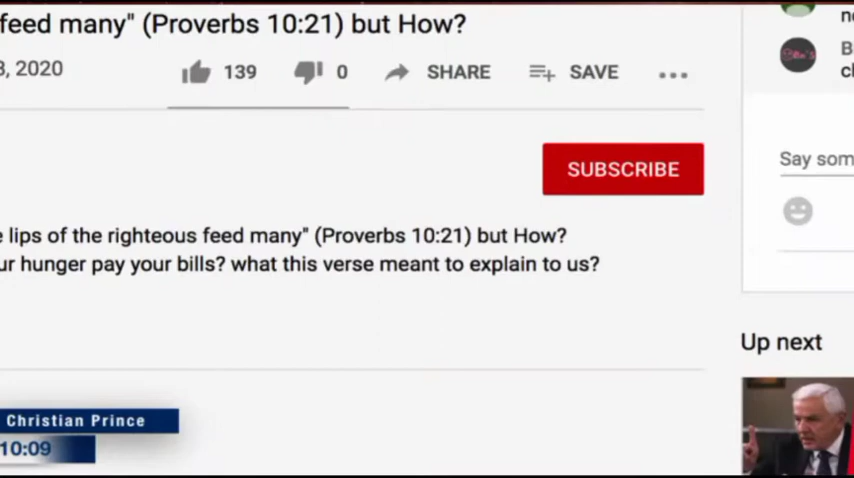 feed many" (Proverbs 10:21) but How?
3, 2020
139 0 SHARE SAVE
SUBSCRIBE
lips of the righteous feed many" (Proverbs 10:21) but How?
ur hunger pay your bills? what this verse meant to explain to us?
Christian Prince
10:09
B
Say som
Up next